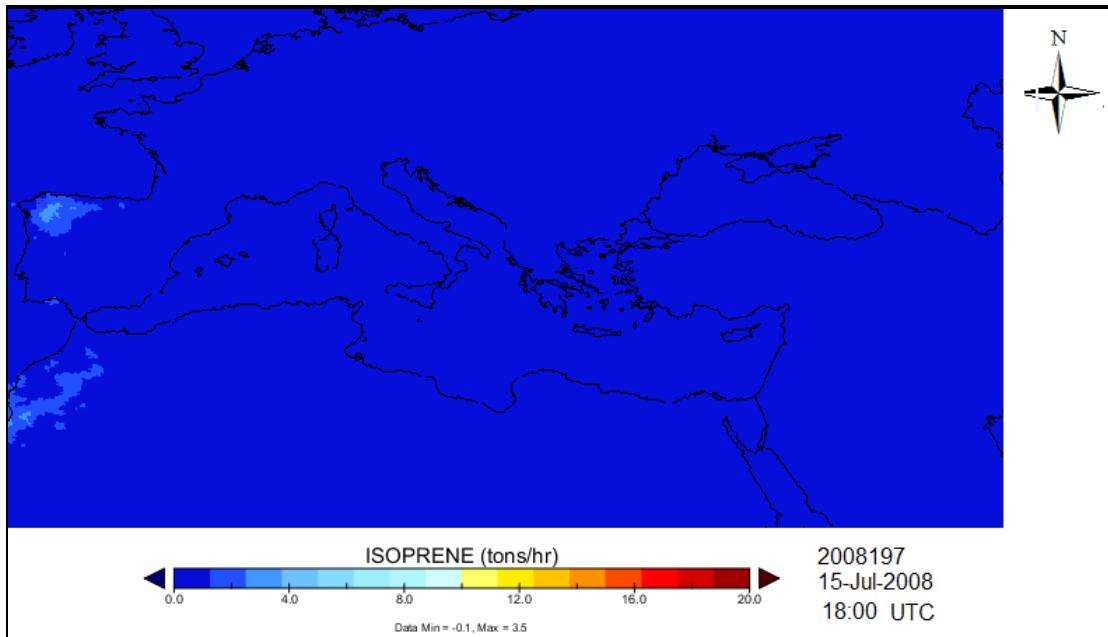 N
ISOPRENE (tons/hr)
0.0 4.0 8.0 12.0 16.0 20.0
Data Min = -0.1, Max = 3.5
2008197
15-Jul-2008
18:00 UTC